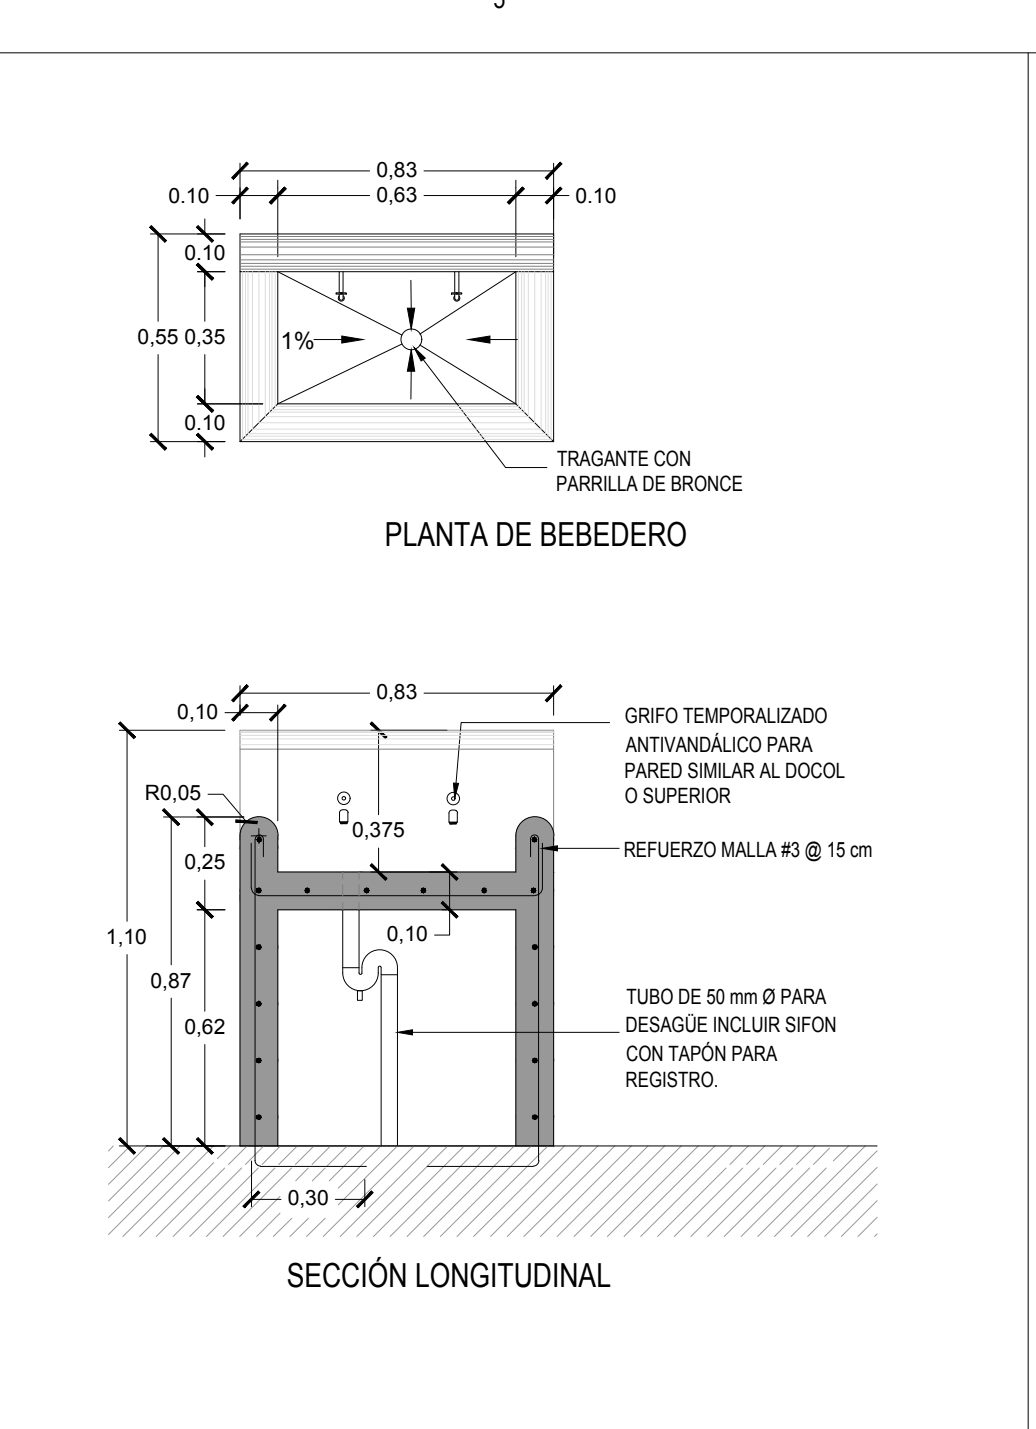 5
0,83
0.10
0,63
0.10
0.10
0,55
0,35
1%
0.10
TRAGANTE CON
PARRILLA DE BRONCE
PLANTA DE BEBEDERO
0,83
0,10
GRIFO TEMPORALIZADO
ANTIVANDÁLICO PARA
PARED SIMILAR AL DOCOL
O SUPERIOR
R0,05
0,375
REFUERZO MALLA #3 @ 15 cm
0,25
0,10
1,10
0,87
0,62
TUBO DE 50 mm Ø PARA
DESAGÜE INCLUIR SIFON
CON TAPÓN PARA
REGISTRO.
0,30
SECCIÓN LONGITUDINAL